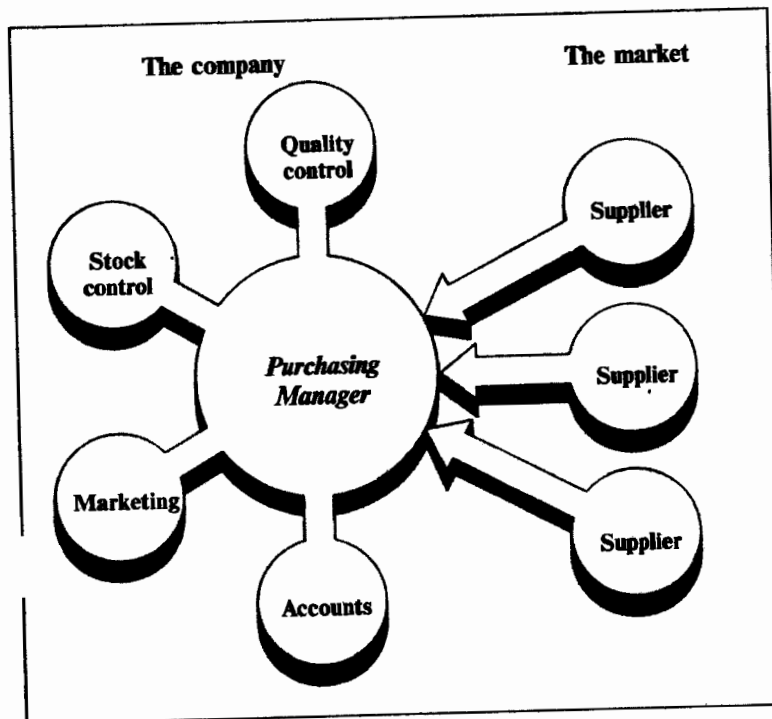 The company
The market
Quality
control
Supplier
Stock
control
Purchasing
Manager
Supplier
Marketing
Supplier
Accounts